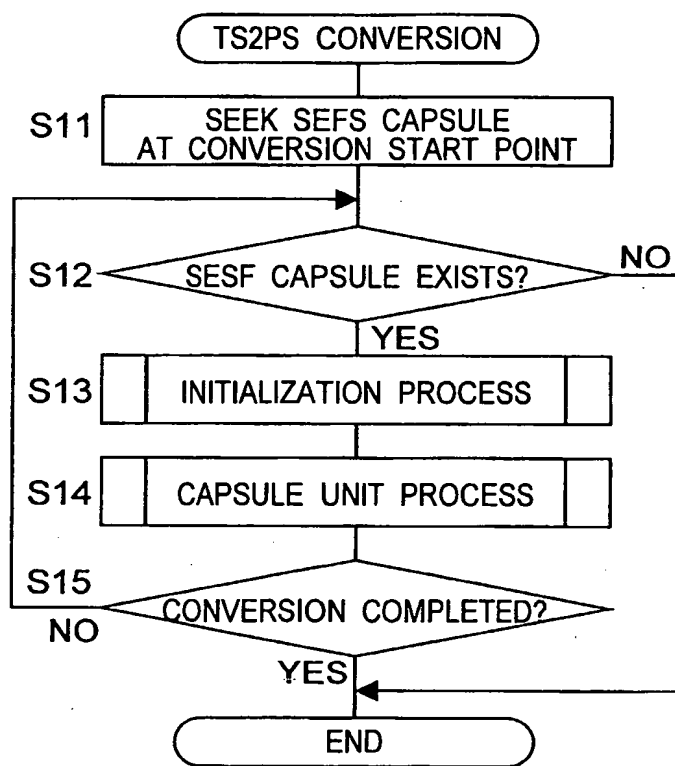 TS2PS CONVERSION
S11
SEEK SEFS CAPSULE
AT CONVERSION START POINT
S12
SESF CAPSULE EXISTS?
NO
YES
S13
INITIALIZATION PROCESS
S14
CAPSULE UNIT PROCESS
S15
CONVERSION COMPLETED?
NO
YES
END